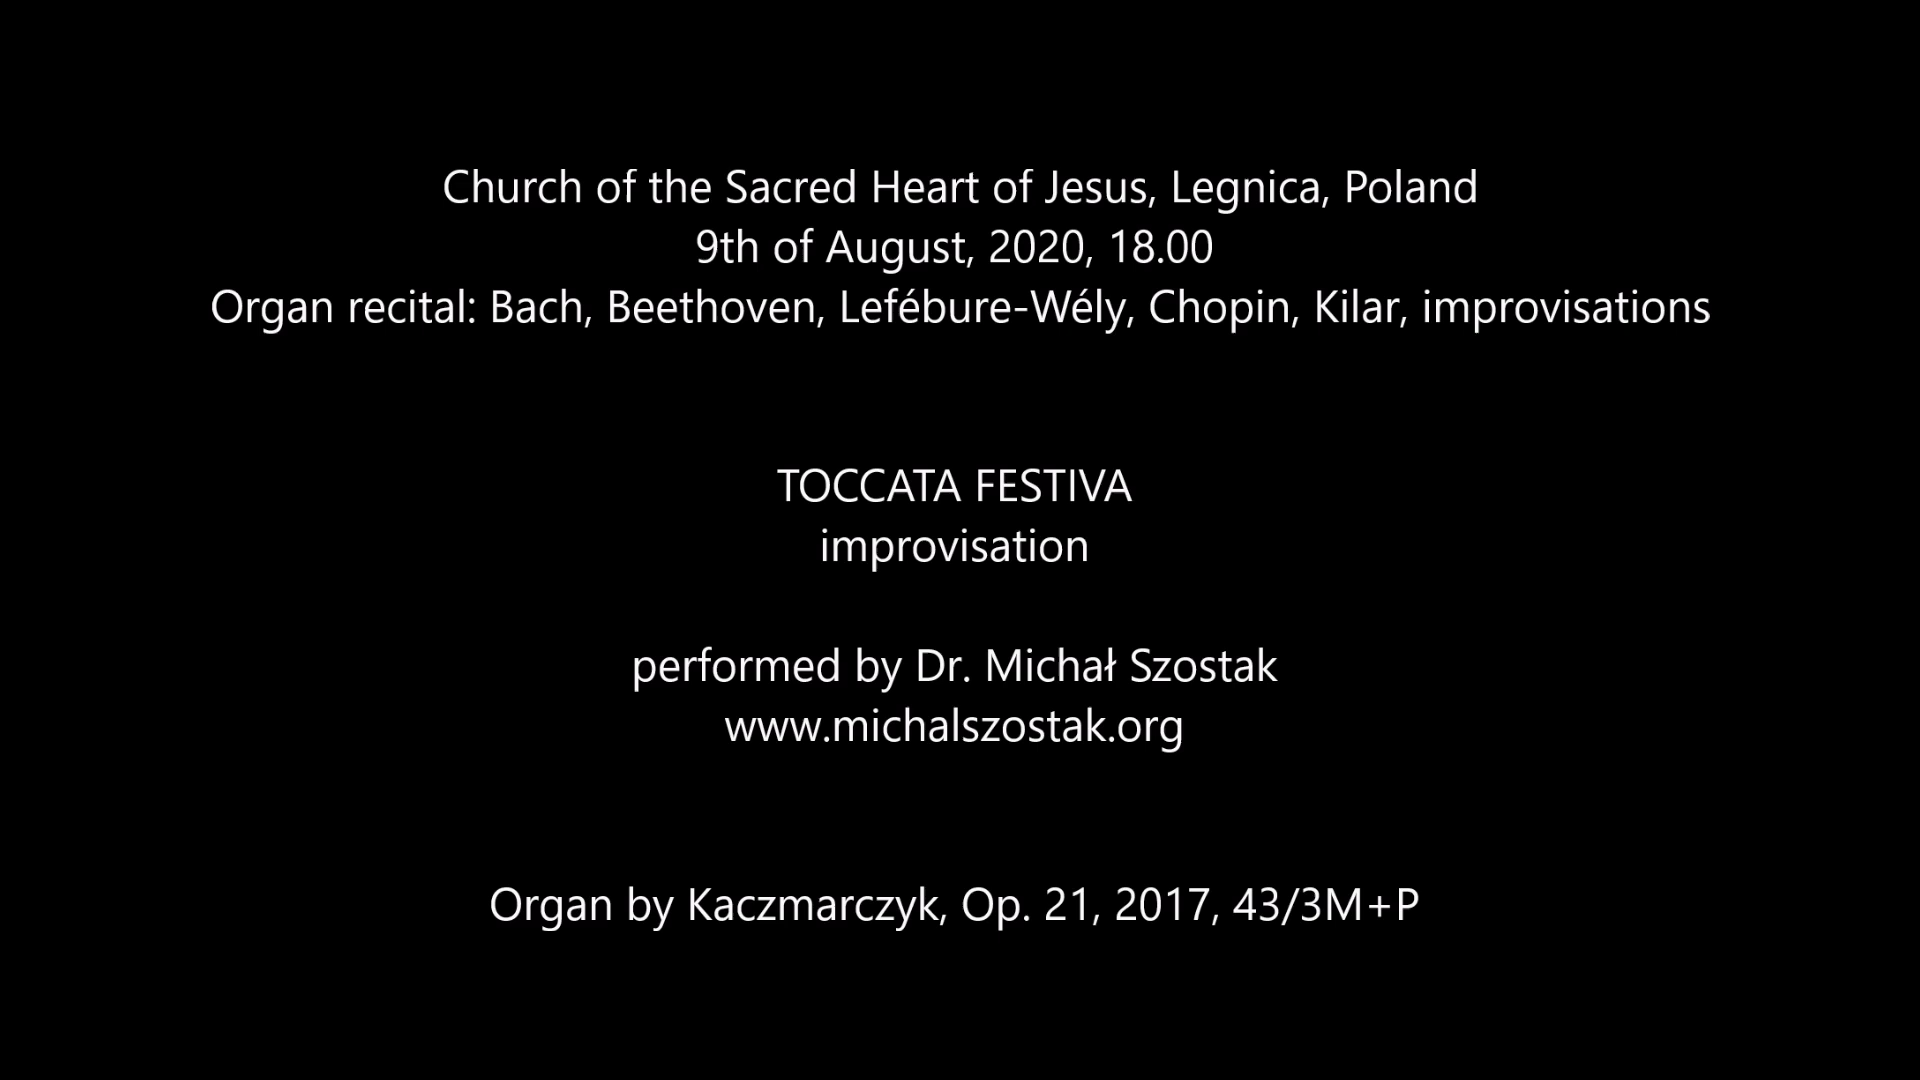 Church of the Sacred Heart of Jesus, Legnica, Poland
9th of August, 2020, 18.00
Organ recital: Bach, Beethoven, Lefébure-Wély, Chopin, Kilar, improvisations
TOCCATA FESTIVA
improvisation
performed by Dr. Michał Szostak
www.michalszostak.org
Organ by Kaczmarczyk, Op. 21, 2017, 43/3M+P